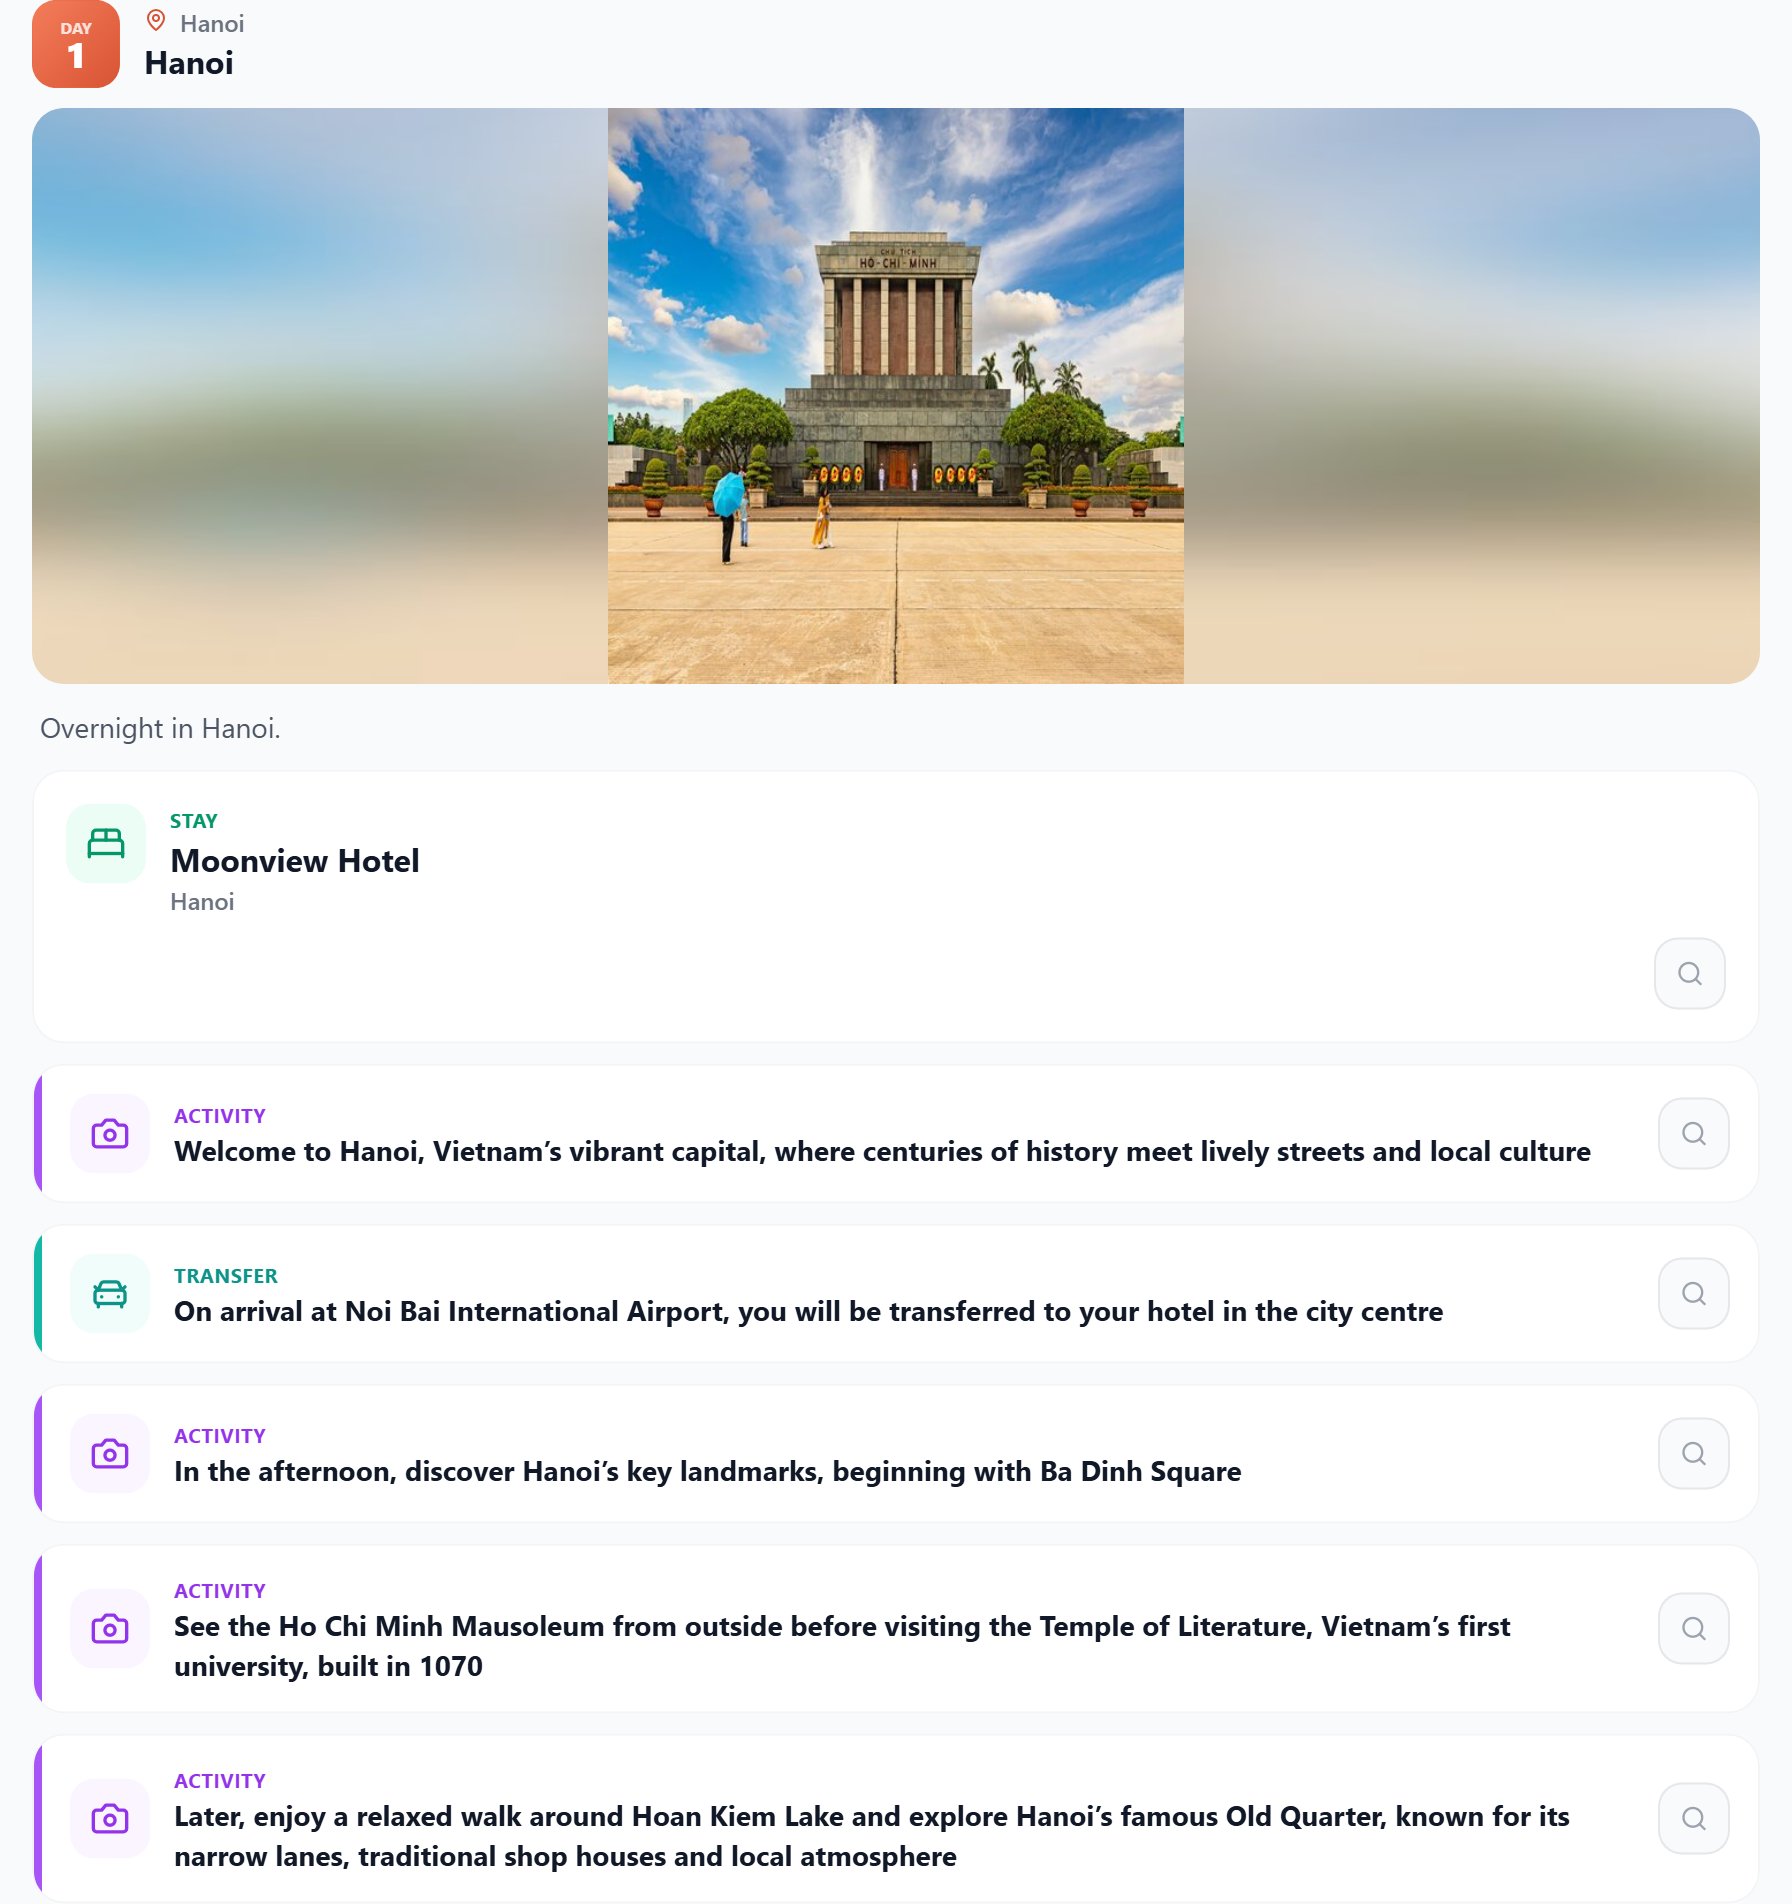 DAY
1
Hanoi
Hanoi
CHỦ TỊCH
HỒ-CHÍ-MINH
Overnight in Hanoi.
STAY
Moonview Hotel
Hanoi
ACTIVITY
Welcome to Hanoi, Vietnam’s vibrant capital, where centuries of history meet lively streets and local culture
TRANSFER
On arrival at Noi Bai International Airport, you will be transferred to your hotel in the city centre
ACTIVITY
In the afternoon, discover Hanoi’s key landmarks, beginning with Ba Dinh Square
ACTIVITY
See the Ho Chi Minh Mausoleum from outside before visiting the Temple of Literature, Vietnam’s first
university, built in 1070
ACTIVITY
Later, enjoy a relaxed walk around Hoan Kiem Lake and explore Hanoi’s famous Old Quarter, known for its
narrow lanes, traditional shop houses and local atmosphere